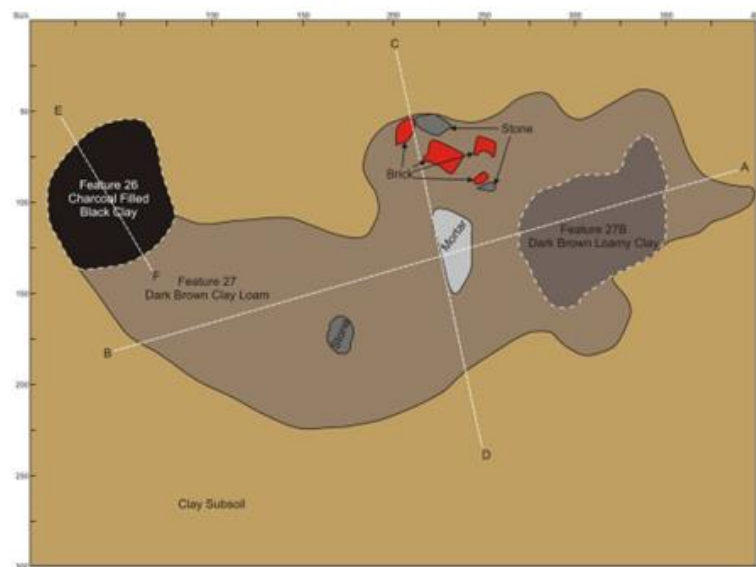 50
100
150
200
250
300
350
C
50
E
Stone
A
Feature 26
Charcoal Filled
Black Clay
Brick
100
Mortar
Feature 27B
Dark Brown Loamy Clay
F
Feature 27
Dark Brown Clay Loam
150
Stone
B
200
D
250
Clay Subsoil